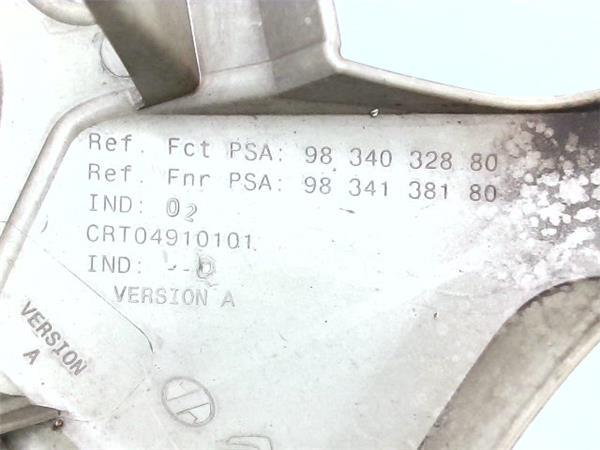 Ref. Fct PSA: 98 340 328 80
Ref. Fnr PSA: 98 341 381 80
IND: 02
CRT04910101
IND: --D
VERSION A
VERSION
A